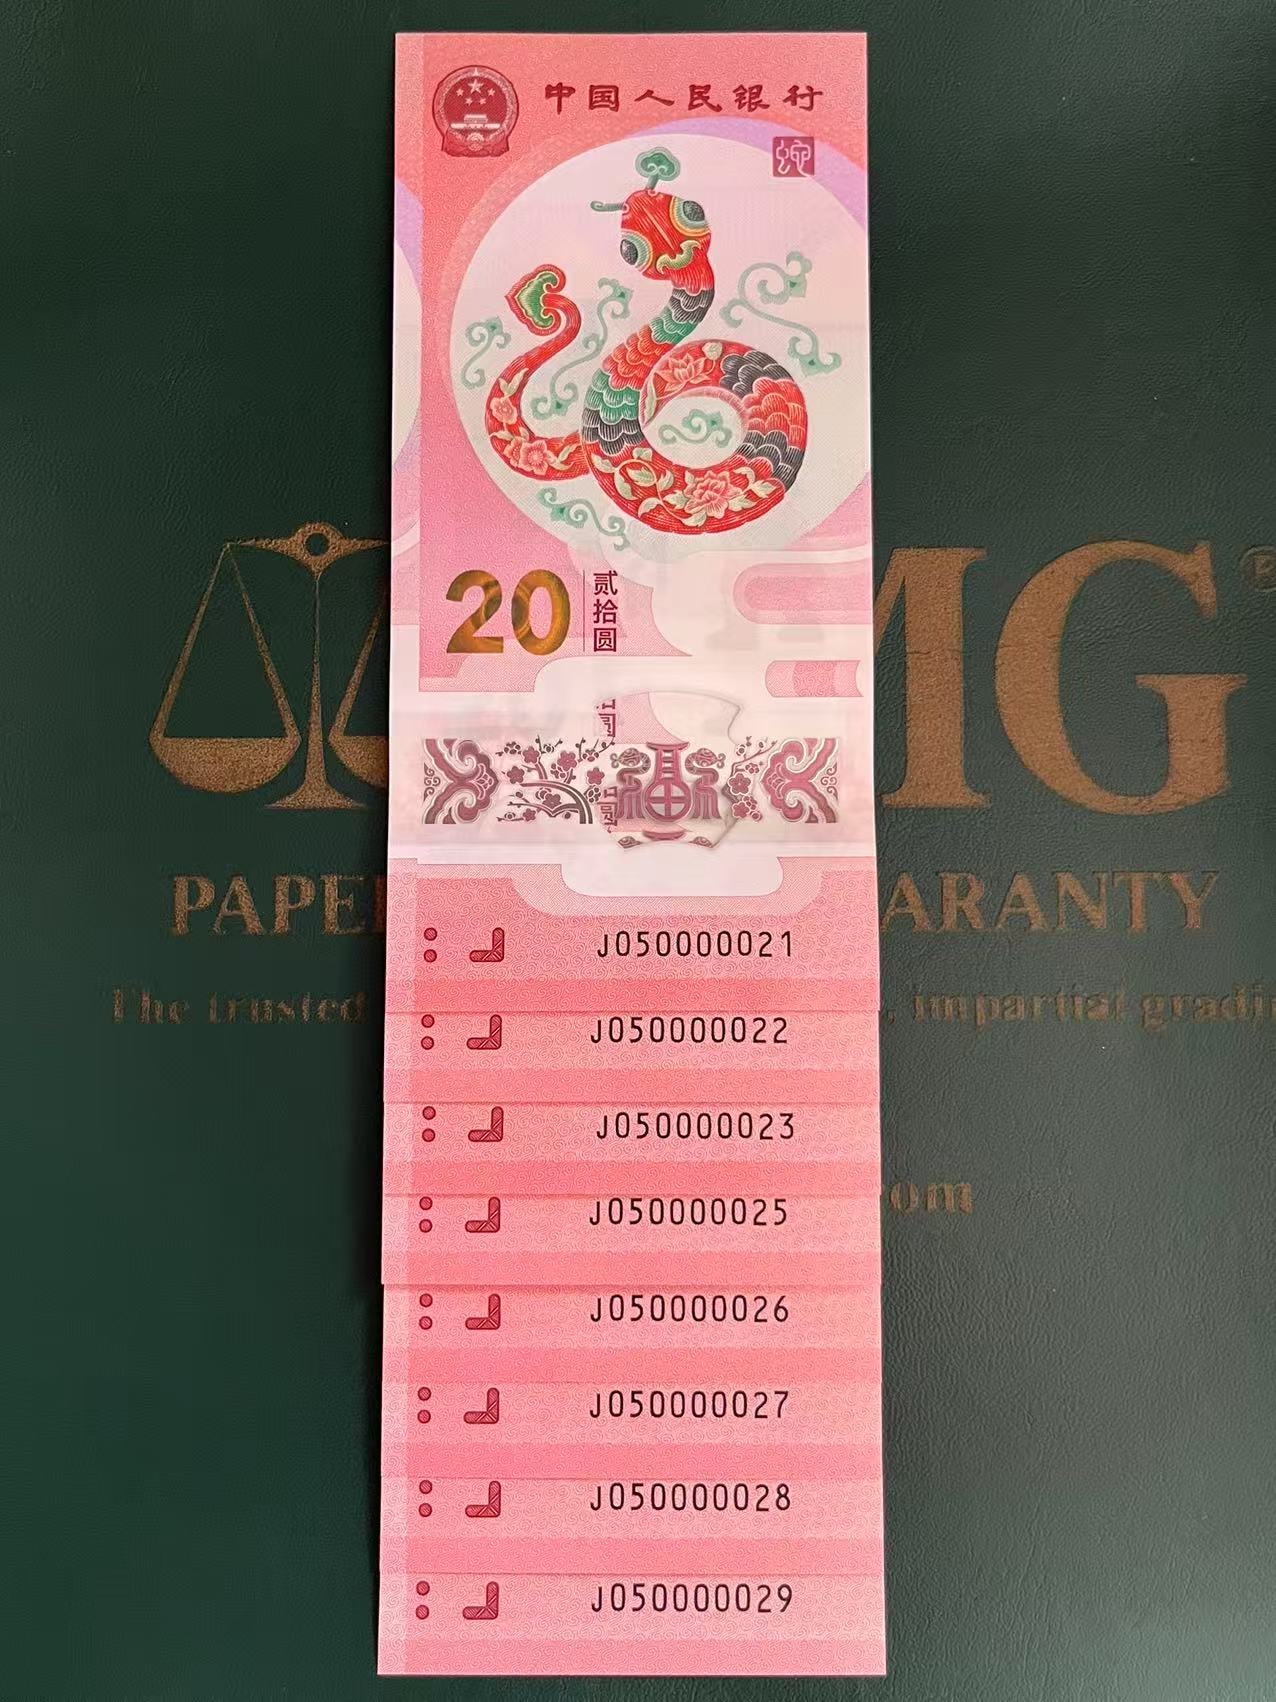 中国人民银行
蛇
20 贰拾圆
福
J050000021
J050000022
J050000023
J050000025
J050000026
J050000027
J050000028
J050000029
MG®
PAPE
ARANTY
The trusted
, impartial gradi
om